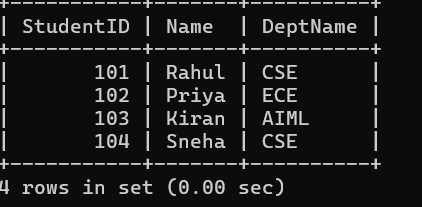 +-----------+-------+----------+
| StudentID | Name  | DeptName |
+-----------+-------+----------+
|       101 | Rahul | CSE      |
|       102 | Priya | ECE      |
|       103 | Kiran | AIML     |
|       104 | Sneha | CSE      |
+-----------+-------+----------+
4 rows in set (0.00 sec)